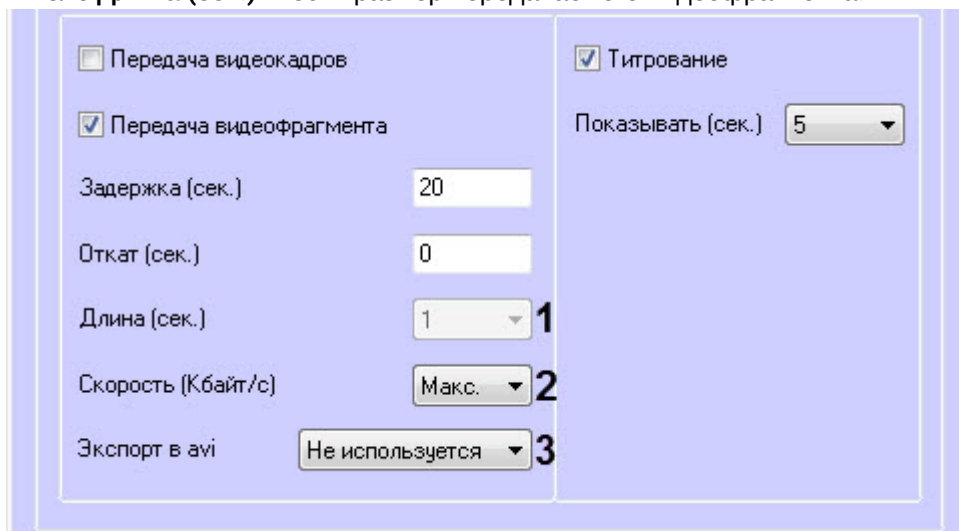 Передача видеокадров
Передача видеофрагмента
Задержка (сек.) 20
Откат (сек.) 0
Длина (сек.) 1 1
Скорость (Кбайт/с) Макс. 2
Экспорт в avi Не используется 3
Титрование
Показывать (сек.) 5